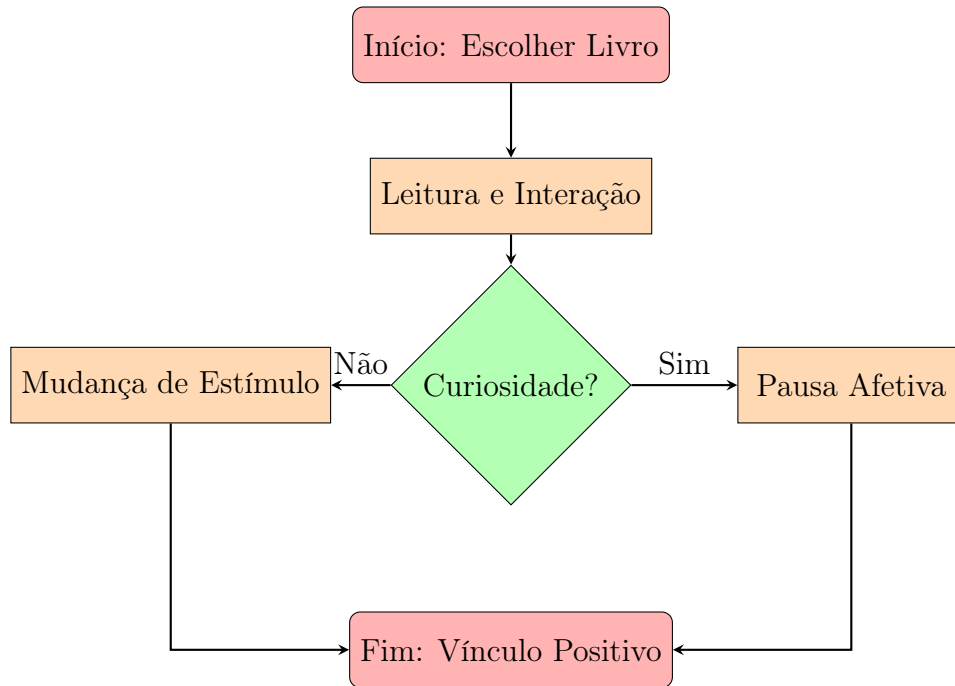 Início: Escolher Livro
Leitura e Interação
Não
Sim
Mudança de Estímulo
Curiosidade?
Pausa Afetiva
Fim: Vínculo Positivo